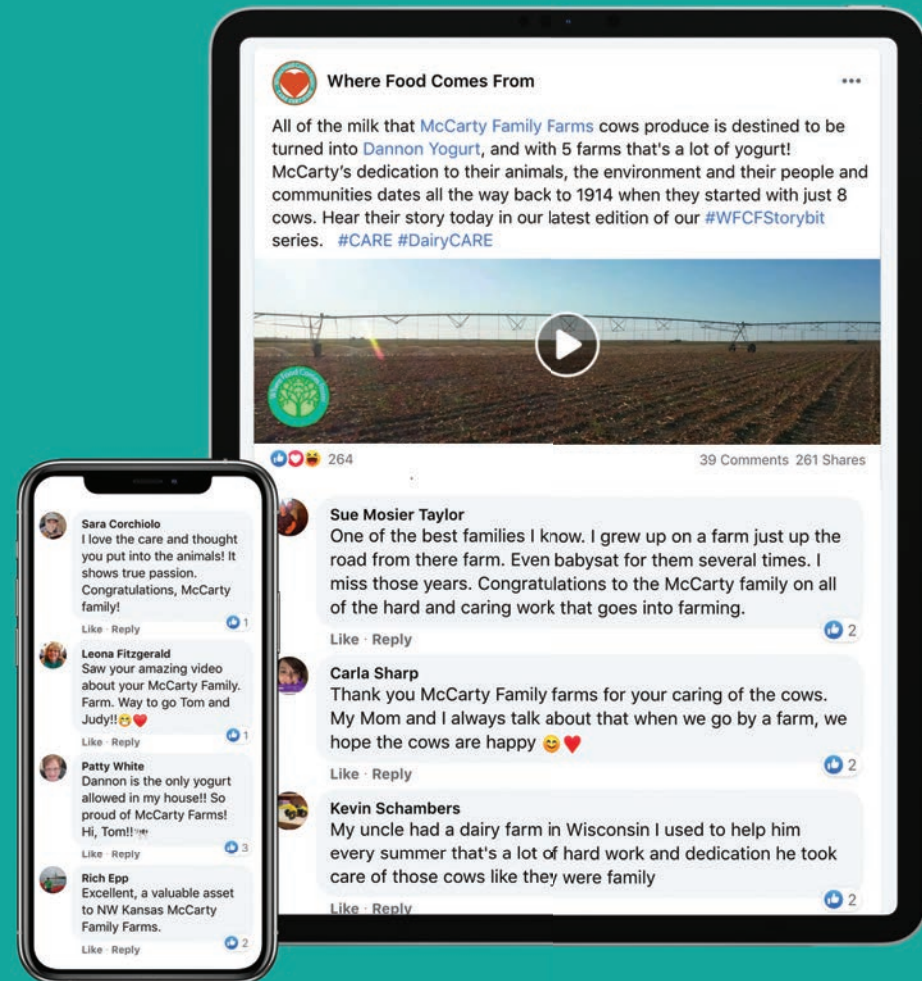 Where Food Comes From
All of the milk that McCarty Family Farms cows produce is destined to be
turned into Dannon Yogurt, and with 5 farms that's a lot of yogurt!
McCarty's dedication to their animals, the environment and their people and
communities dates all the way back to 1914 when they started with just 8
cows. Hear their story today in our latest edition of our #WFCFStorybit
series. #CARE #DairyCARE
Where Food Comes From
264
39 Comments 261 Shares
Sue Mosier Taylor
One of the best families I know. I grew up on a farm just up the
road from there farm. Even babysat for them several times. I
miss those years. Congratulations to the McCarty family on all
of the hard and caring work that goes into farming.
Like · Reply
2
Carla Sharp
Thank you McCarty Family farms for your caring of the cows.
My Mom and I always talk about that when we go by a farm, we
hope the cows are happy 😊❤️
Like · Reply
2
Kevin Schambers
My uncle had a dairy farm in Wisconsin I used to help him
every summer that's a lot of hard work and dedication he took
care of those cows like they were family
Like · Reply
2
Sara Corchiolo
I love the care and thought
you put into the animals! It
shows true passion.
Congratulations, McCarty
family!
Like · Reply
1
Leona Fitzgerald
Saw your amazing video
about your McCarty Family.
Farm. Way to go Tom and
Judy!!😁❤️
Like · Reply
1
Patty White
Dannon is the only yogurt
allowed in my house!! So
proud of McCarty Farms!
Hi, Tom!!
Like · Reply
3
Rich Epp
Excellent, a valuable asset
to NW Kansas McCarty
Family Farms.
Like · Reply
2